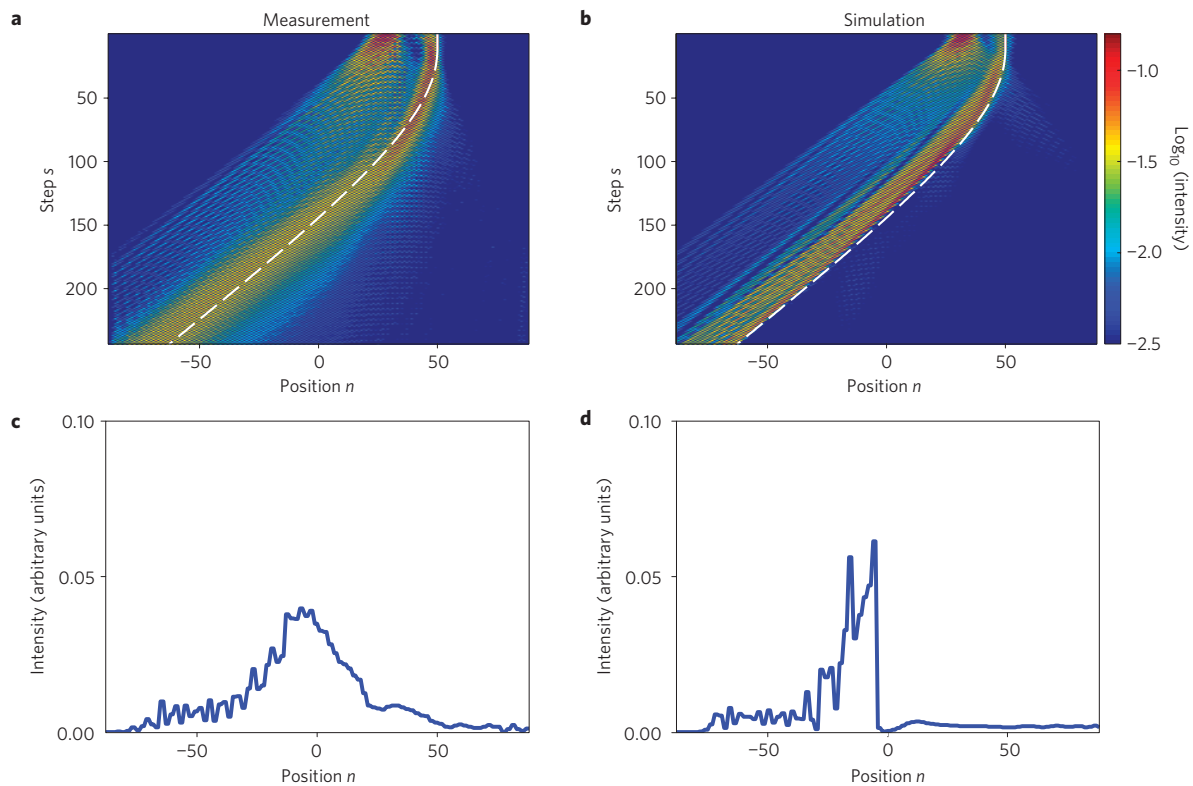 a
Measurement
50
100
150
200
Step s
−50
0
50
Position n
b
Simulation
50
100
150
200
Step s
−50
0
50
Position n
−1.0
−1.5
−2.0
−2.5
Log10 (intensity)
c
0.10
0.05
0.00
Intensity (arbitrary units)
−50
0
50
Position n
d
0.10
0.05
0.00
Intensity (arbitrary units)
−50
0
50
Position n